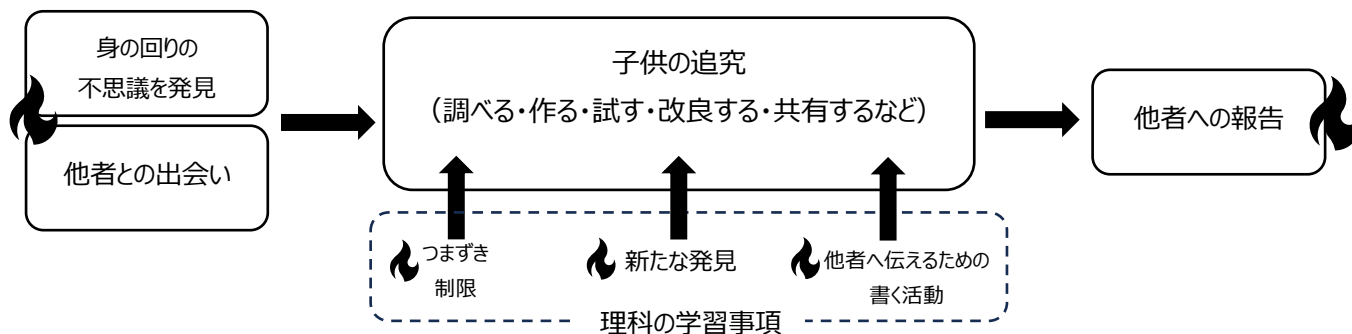 身の回りの
不思議を発見
他者との出会い
子供の追究
（調べる・作る・試す・改良する・共有するなど）
つまずき
制限
新たな発見
他者へ伝えるための
書く活動
理科の学習事項
他者への報告